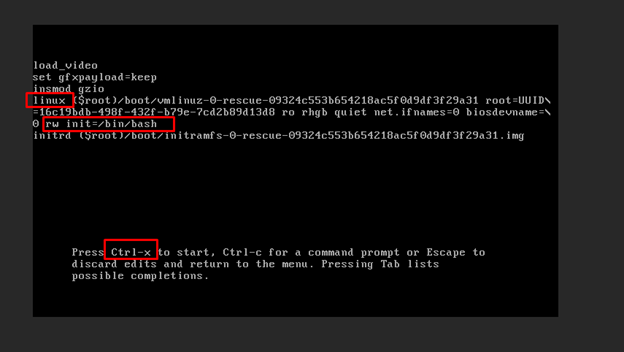 load_video
set gfxpayload=keep
insmod gzio
linux ($root)/boot/vmlinuz-0-rescue-09324c553b654218ac5f0d9df3f29a31 root=UUID\
=16c19bdb-498f-432f-b79e-7cd2b89d13d8 ro rhgb quiet net.ifnames=0 biosdevname=\
0 rw init=/bin/bash
initrd ($root)/boot/initramfs-0-rescue-09324c553b654218ac5f0d9df3f29a31.img
Press Ctrl-x to start, Ctrl-c for a command prompt or Escape to
discard edits and return to the menu. Pressing Tab lists
possible completions.